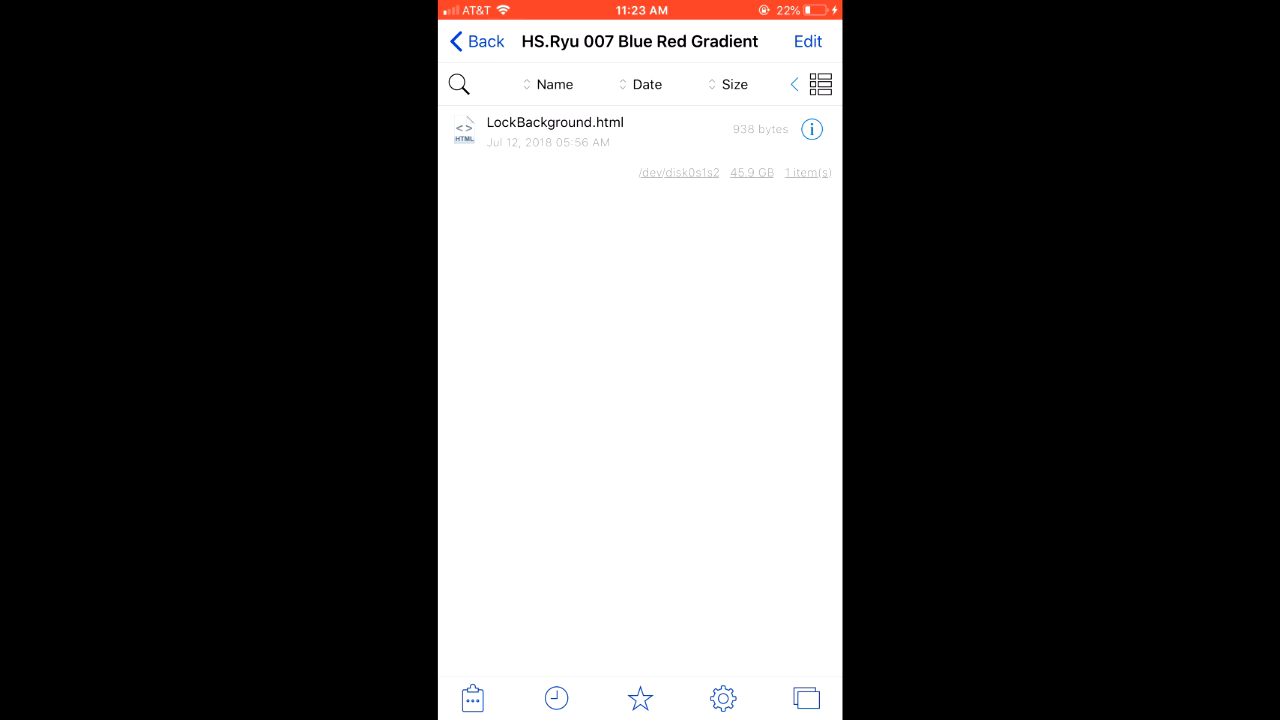 AT&T 11:23 AM 22%
Back HS.Ryu 007 Blue Red Gradient Edit
Name Date Size
<> HTML LockBackground.html 938 bytes i
Jul 12, 2018 05:56 AM
/dev/disk0s1s2 45.9 GB 1 item(s)